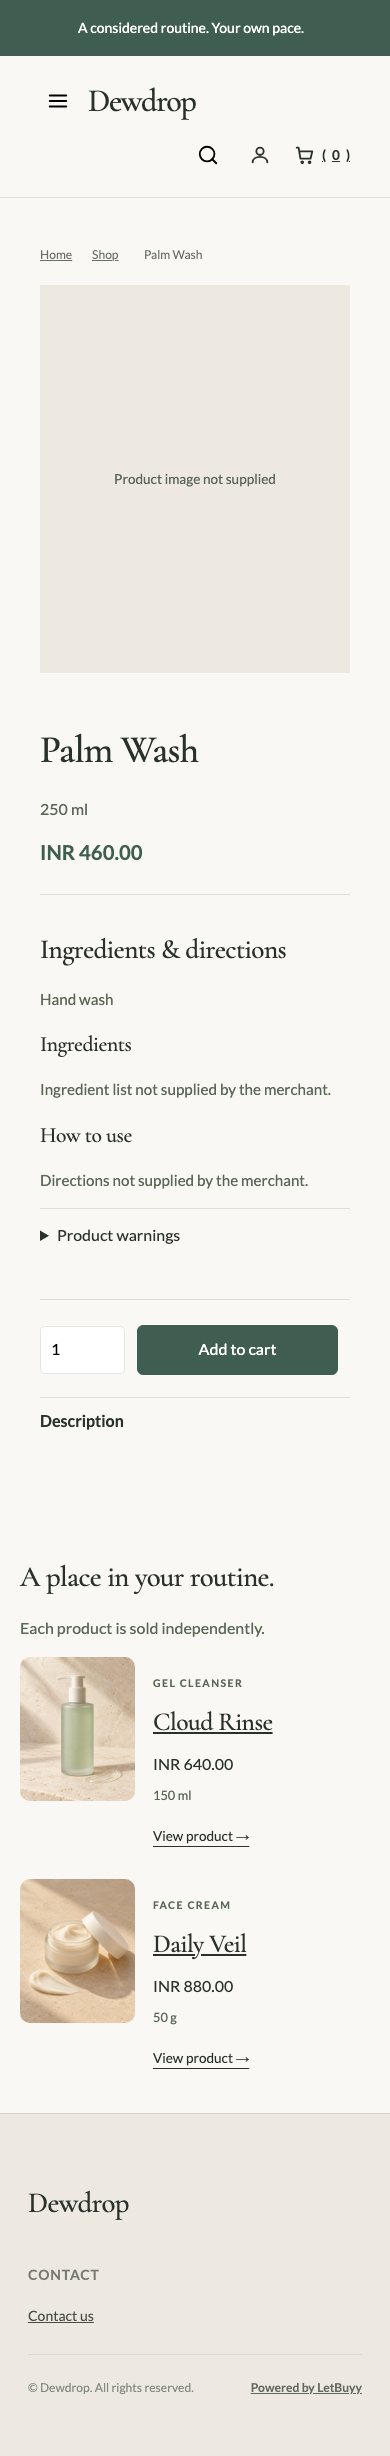 A considered routine. Your own pace.
Dewdrop
( 0 )
Home Shop Palm Wash
Product image not supplied
Palm Wash
250 ml
INR 460.00
Ingredients & directions
Hand wash
Ingredients
Ingredient list not supplied by the merchant.
How to use
Directions not supplied by the merchant.
Product warnings
1 Add to cart
Description
A place in your routine.
Each product is sold independently.
GEL CLEANSER
Cloud Rinse
INR 640.00
150 ml
View product →
FACE CREAM
Daily Veil
INR 880.00
50 g
View product →
Dewdrop
CONTACT
Contact us
© Dewdrop. All rights reserved. Powered by LetBuyy